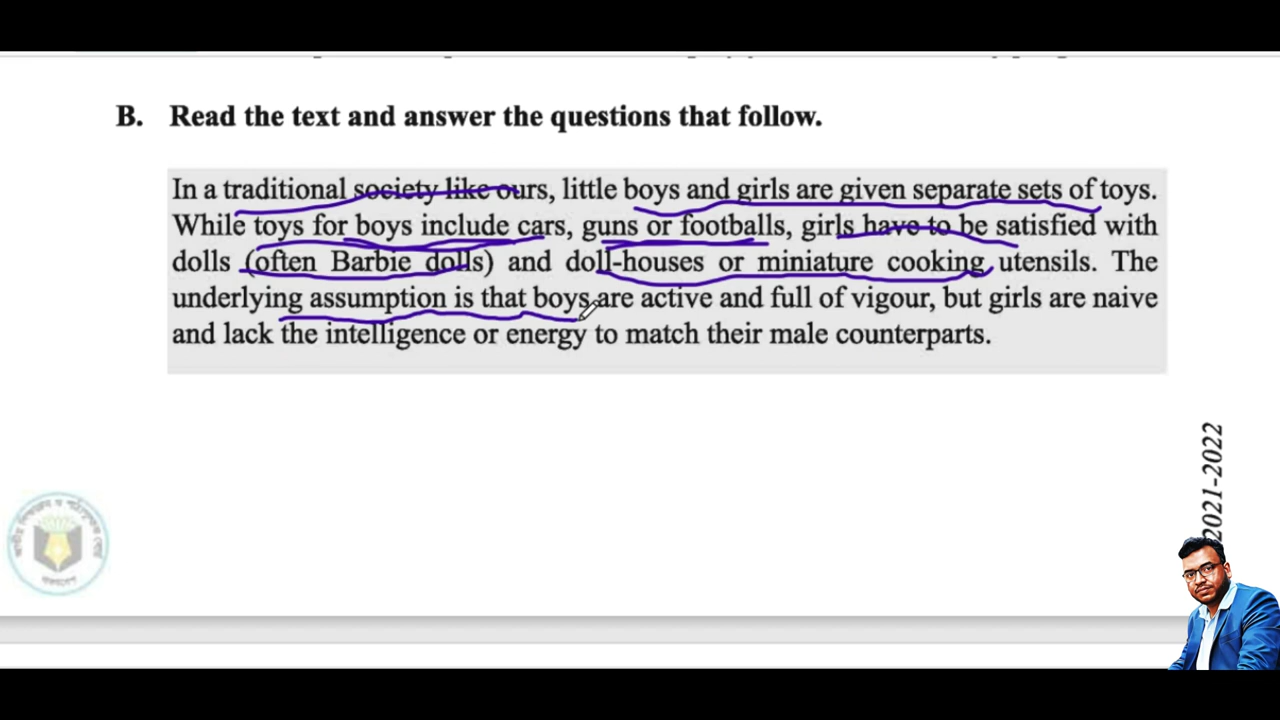 B. Read the text and answer the questions that follow.
In a traditional society like ours, little boys and girls are given separate sets of toys.
While toys for boys include cars, guns or footballs, girls have to be satisfied with
dolls (often Barbie dolls) and doll-houses or miniature cooking utensils. The
underlying assumption is that boys are active and full of vigour, but girls are naive
and lack the intelligence or energy to match their male counterparts.
2021-2022